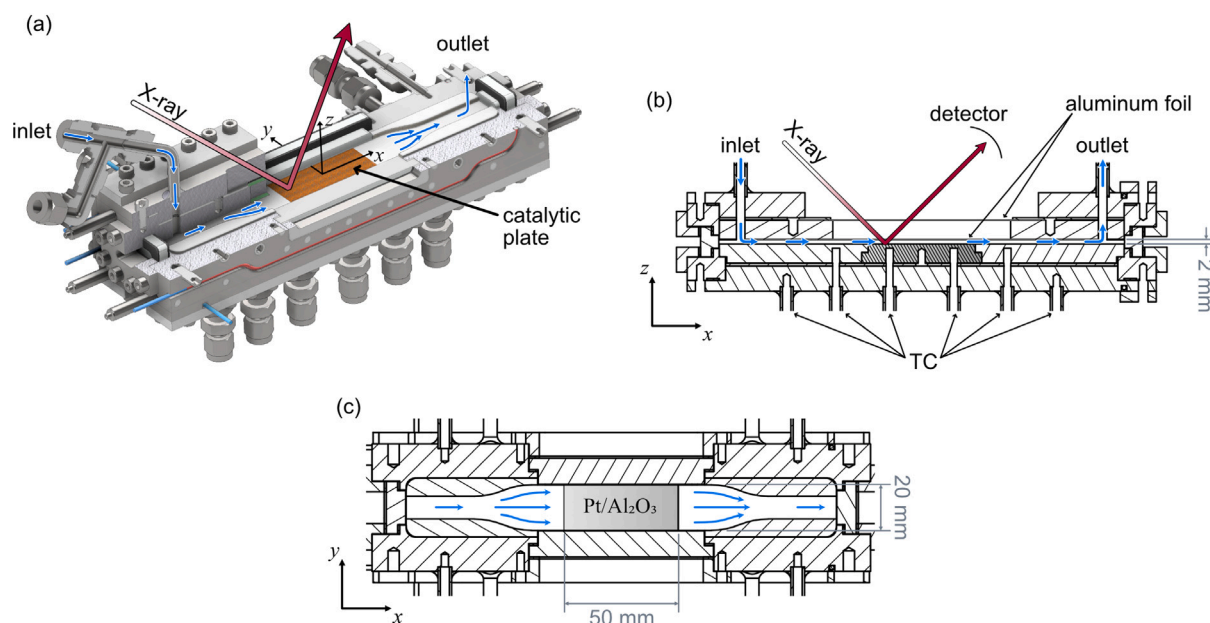 (a)
outlet
X-ray
inlet
y
z
x
catalytic
plate
(b)
aluminum foil
detector
X-ray
inlet
outlet
z
x
2 mm
TC
(c)
Pt/Al₂O₃
20 mm
y
x
50 mm